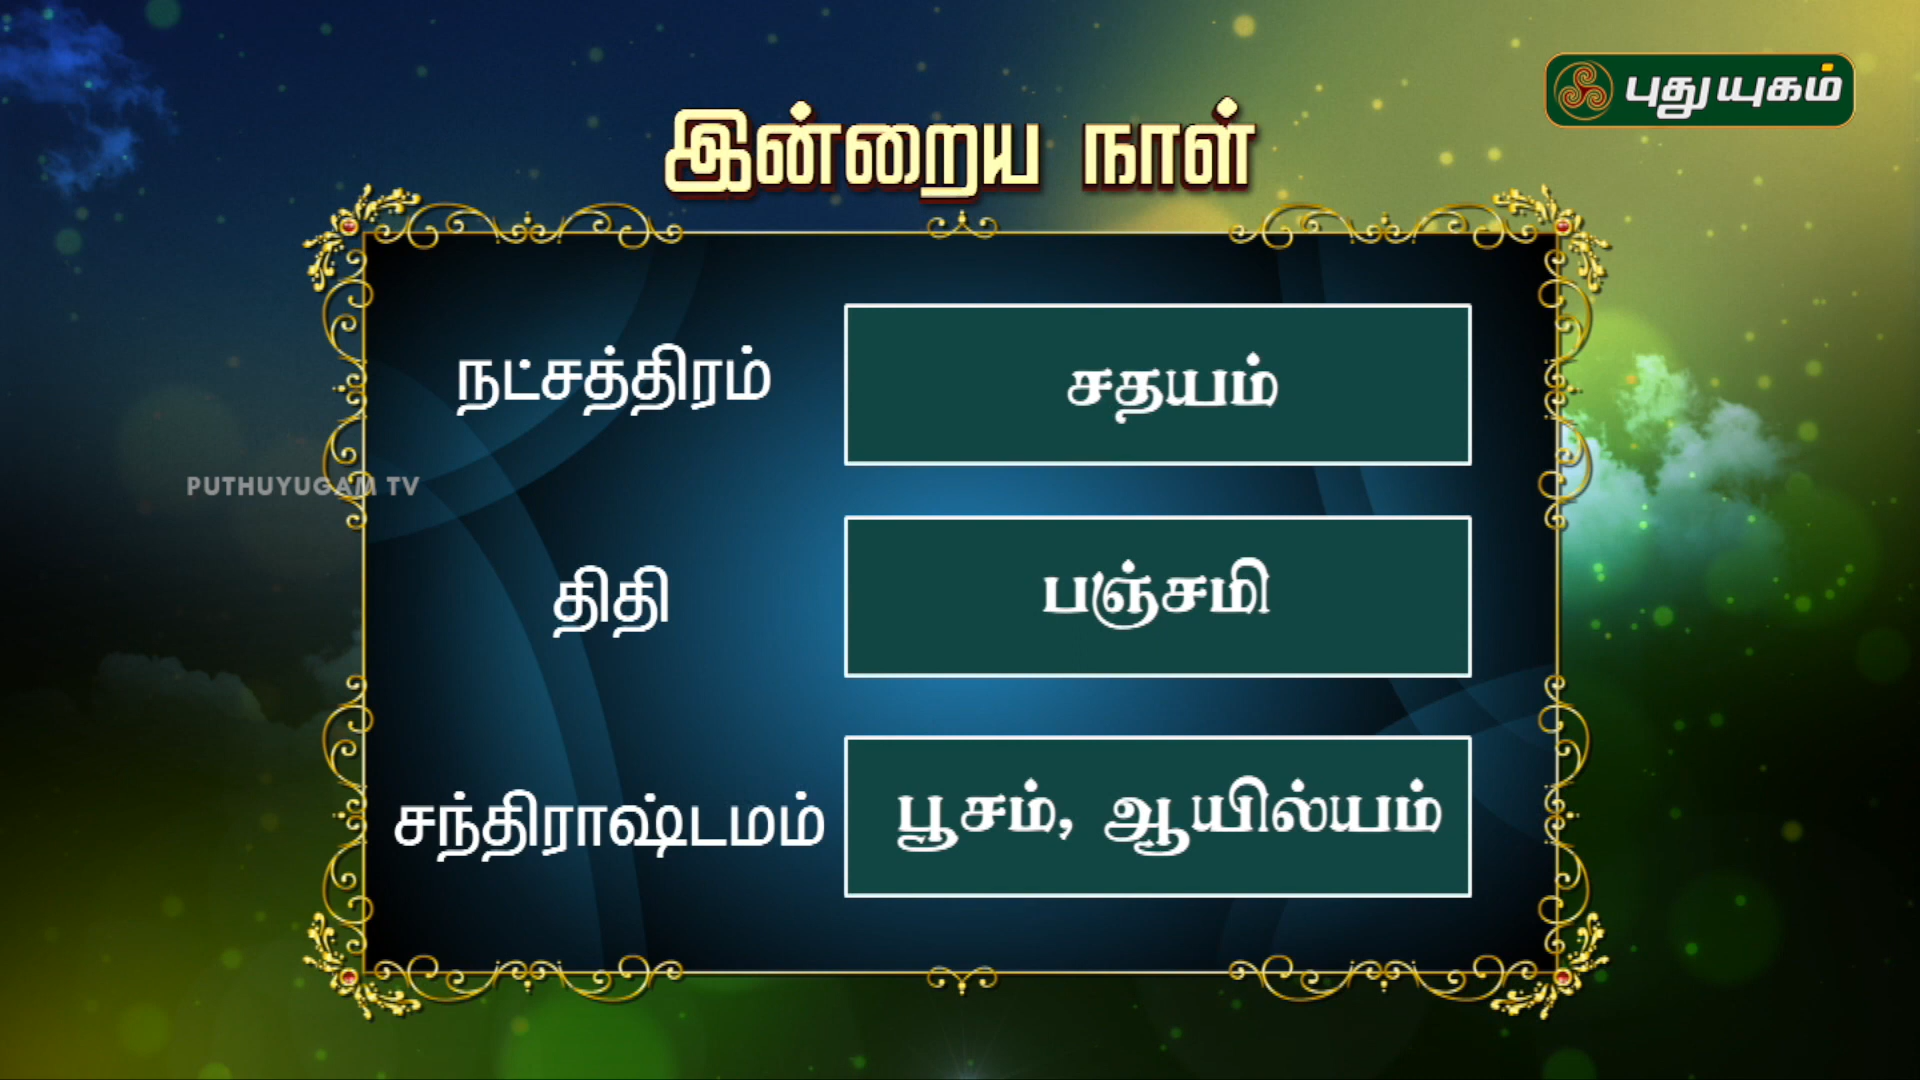 புதுயுகம்
இன்றைய நாள்
நட்சத்திரம் சதயம்
PUTHUYUGAM TV
திதி பஞ்சமி
சந்திராஷ்டமம் பூசம், ஆயில்யம்